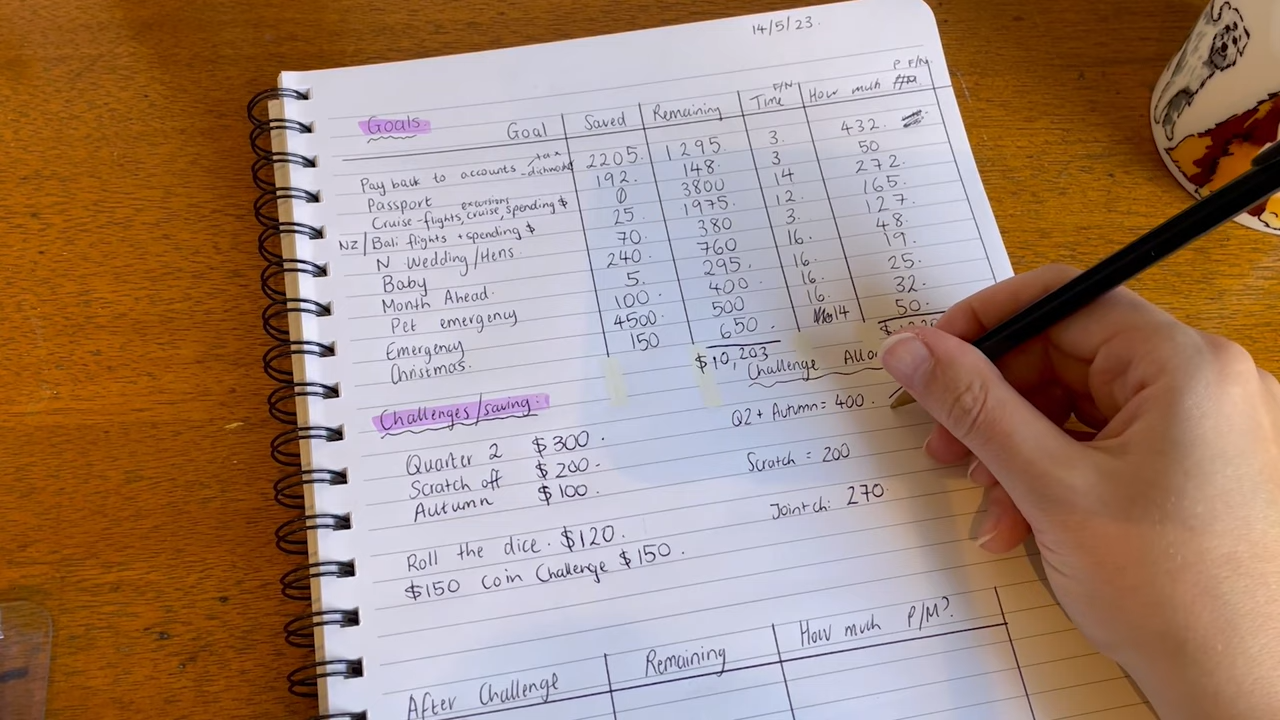 14/5/23.
Goals. Goal Saved Remaining Time F/N How much P F/N
Pay back to accounts - tax 2205. 1295 3. 432.
Passport 192. 148. 3 50
Cruise-flights, cruise, excursions spending $ 0 3800 14 272.
NZ/Bali flights + spending $ 25. 1975. 12. 165.
N Wedding/Hens. 70. 380 3. 127.
Baby 240. 760 16. 48.
Month Ahead. 5. 295. 16. 19.
Pet emergency 100. 400. 16. 25.
Emergency 4500. 500 16. 32.
Christmas. 150 650. 14 50.
$10,203
Challenges/saving:
Quarter 2 $300.
Scratch off $200.
Autumn $100.
Roll the dice. $120.
$150 coin Challenge $150.
Challenge
Q2 + Autumn = 400.
Scratch = 200
Joint ch: 270.
After Challenge Remaining How much P/M?